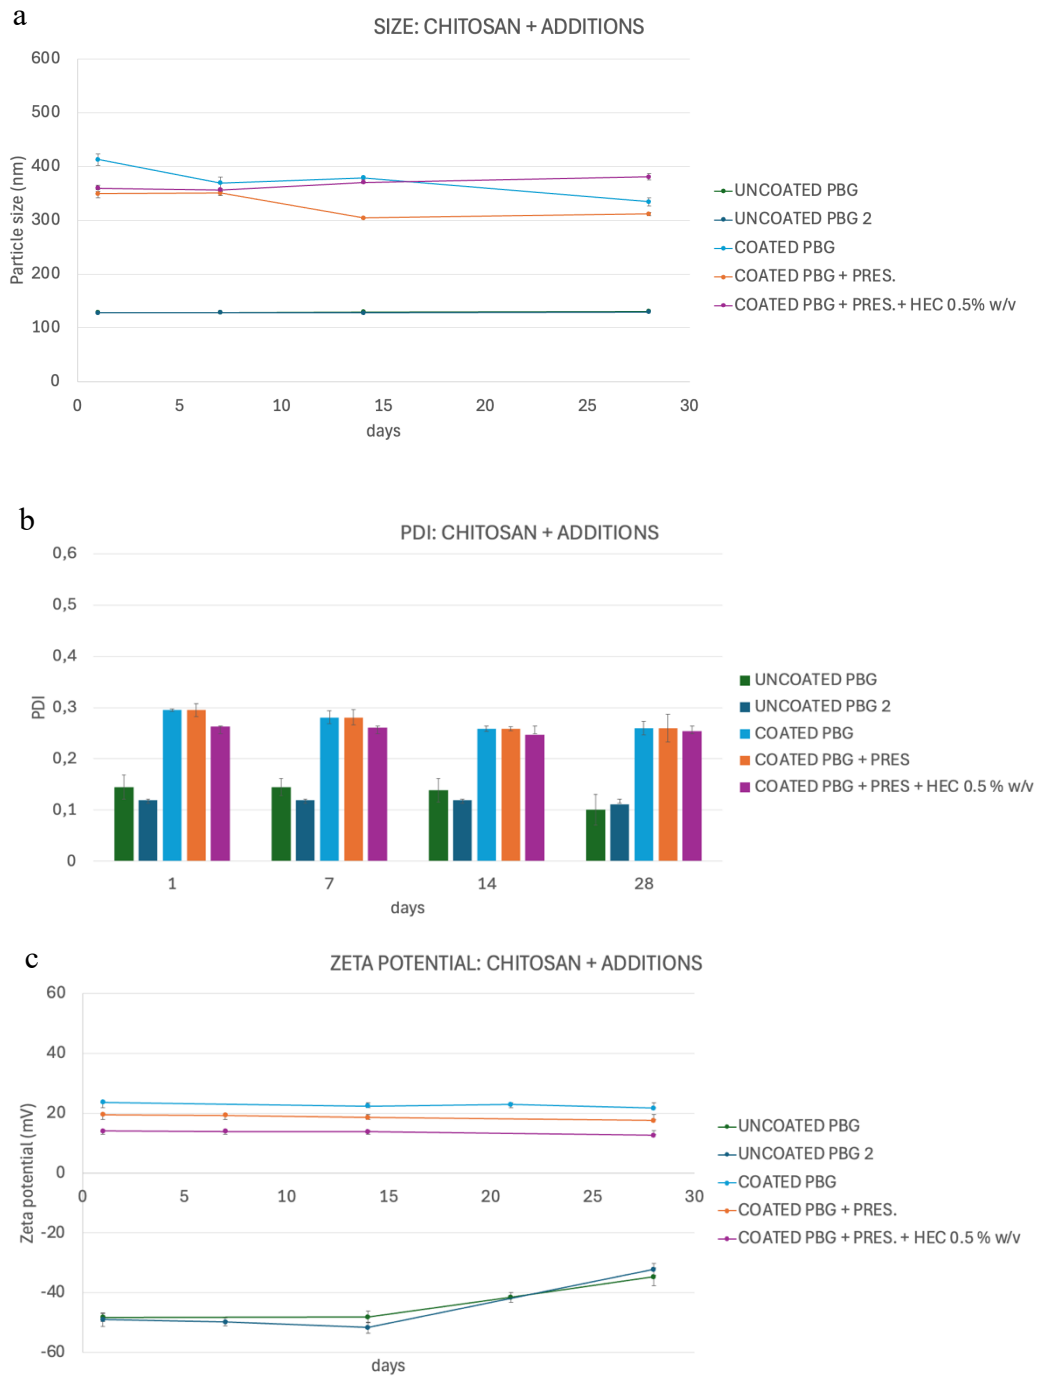 a
SIZE: CHITOSAN + ADDITIONS
600
500
400
300
200
100
0
Particle size (nm)
0 5 10 15 20 25 30
days
UNCOATED PBG
UNCOATED PBG 2
COATED PBG
COATED PBG + PRES.
COATED PBG + PRES. + HEC 0.5% w/v
b
PDI: CHITOSAN + ADDITIONS
0,6
0,5
0,4
0,3
0,2
0,1
0
PDI
1 7 14 28
days
UNCOATED PBG
UNCOATED PBG 2
COATED PBG
COATED PBG + PRES
COATED PBG + PRES + HEC 0.5 % w/v
c
ZETA POTENTIAL: CHITOSAN + ADDITIONS
60
40
20
0
-20
-40
-60
Zeta potential (mV)
0 5 10 15 20 25 30
days
UNCOATED PBG
UNCOATED PBG 2
COATED PBG
COATED PBG + PRES.
COATED PBG + PRES. + HEC 0.5 % w/v